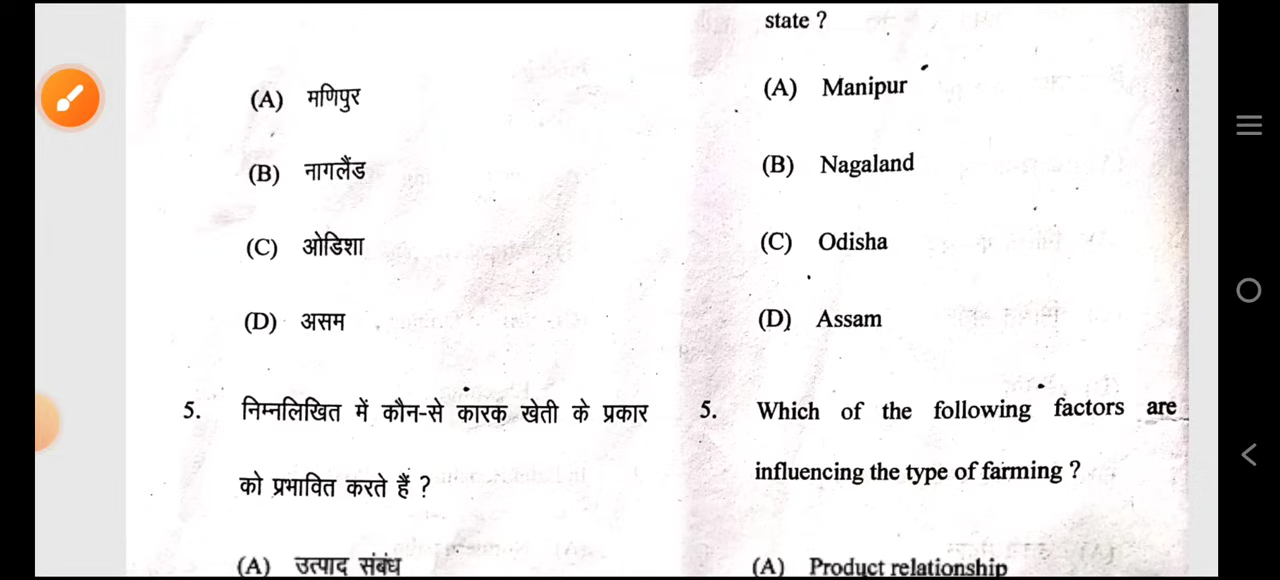 (A) मणिपुर
(B) नागलैंड
(C) ओडिशा
(D) असम
5. निम्नलिखित में कौन-से कारक खेती के प्रकार
को प्रभावित करते हैं ?
(A) उत्पाद संबंध
state ?
(A) Manipur
(B) Nagaland
(C) Odisha
(D) Assam
5. Which of the following factors are
influencing the type of farming ?
(A) Product relationship